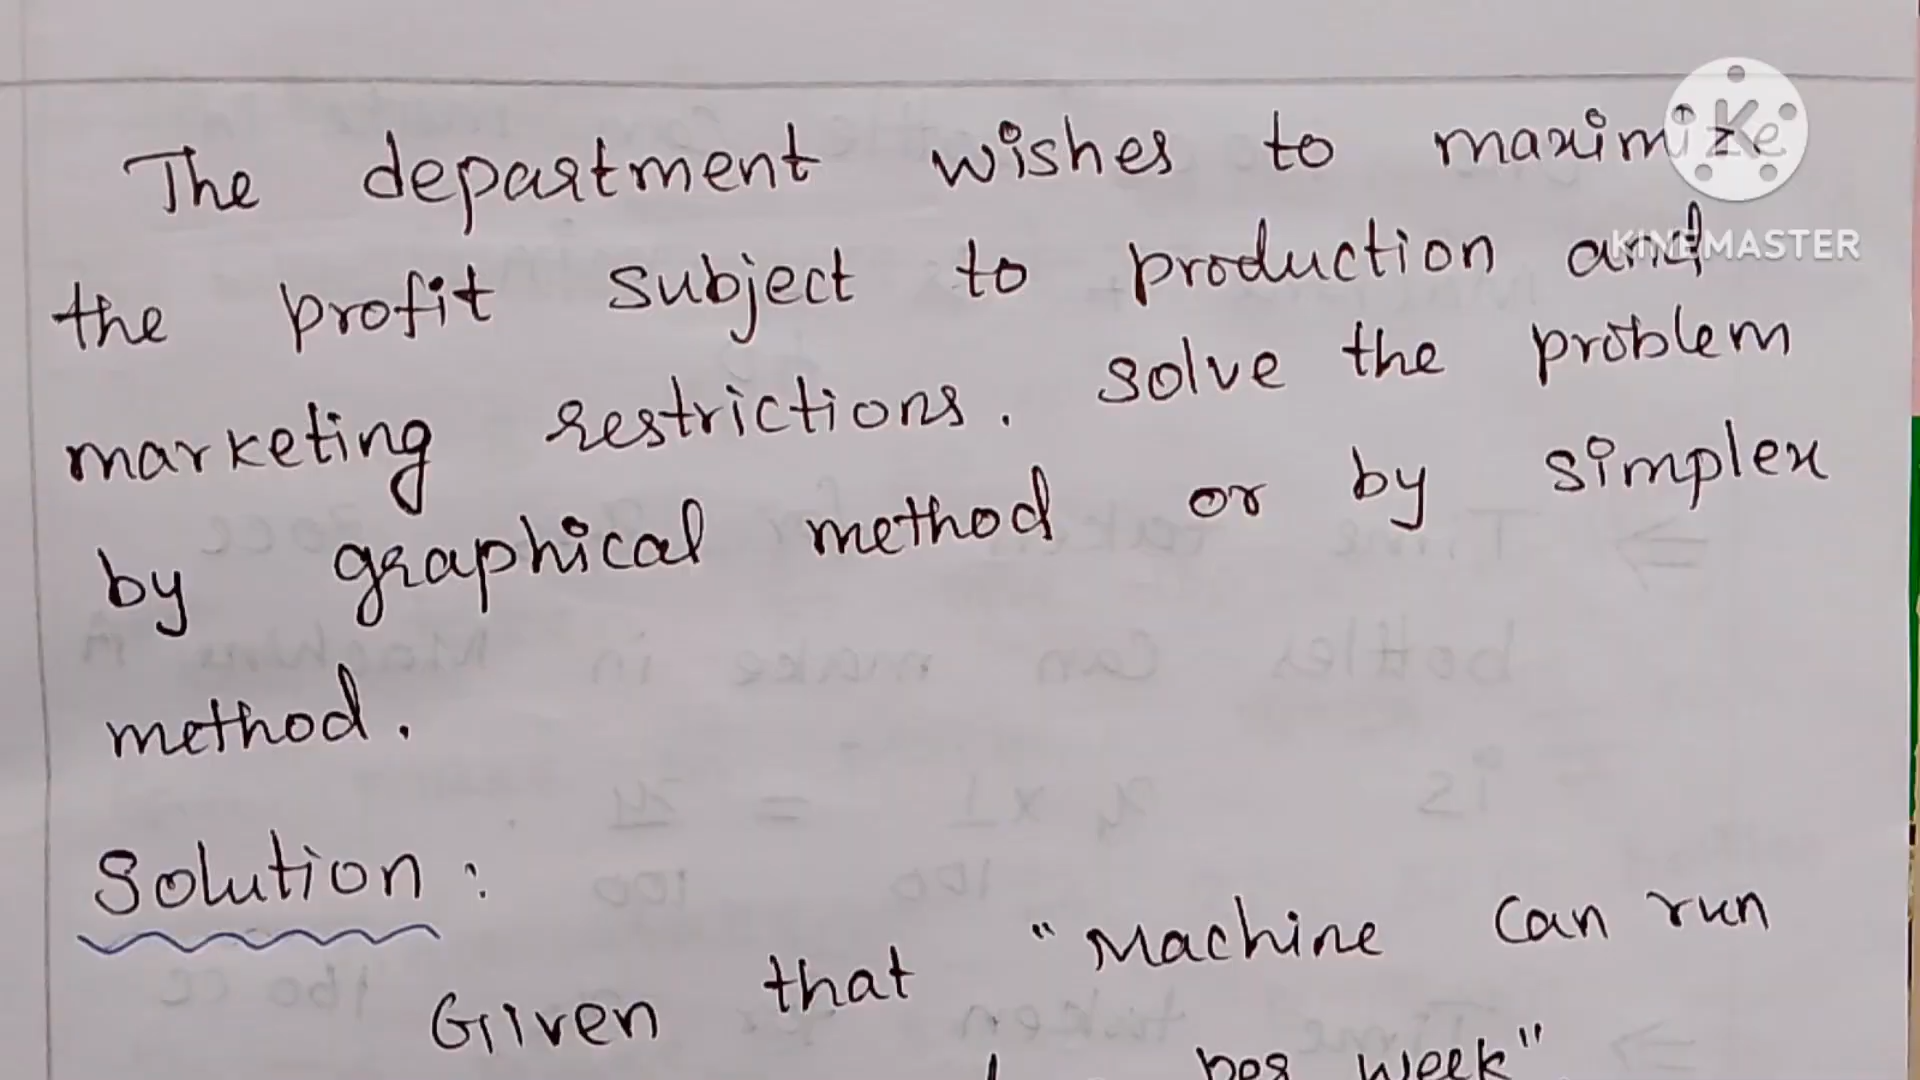 The department wishes to maximize
the profit subject to production and
marketing restrictions. Solve the problem
by graphical method or by simplex
method.
Solution:
Given that "Machine can run
per week"
KINEMASTER